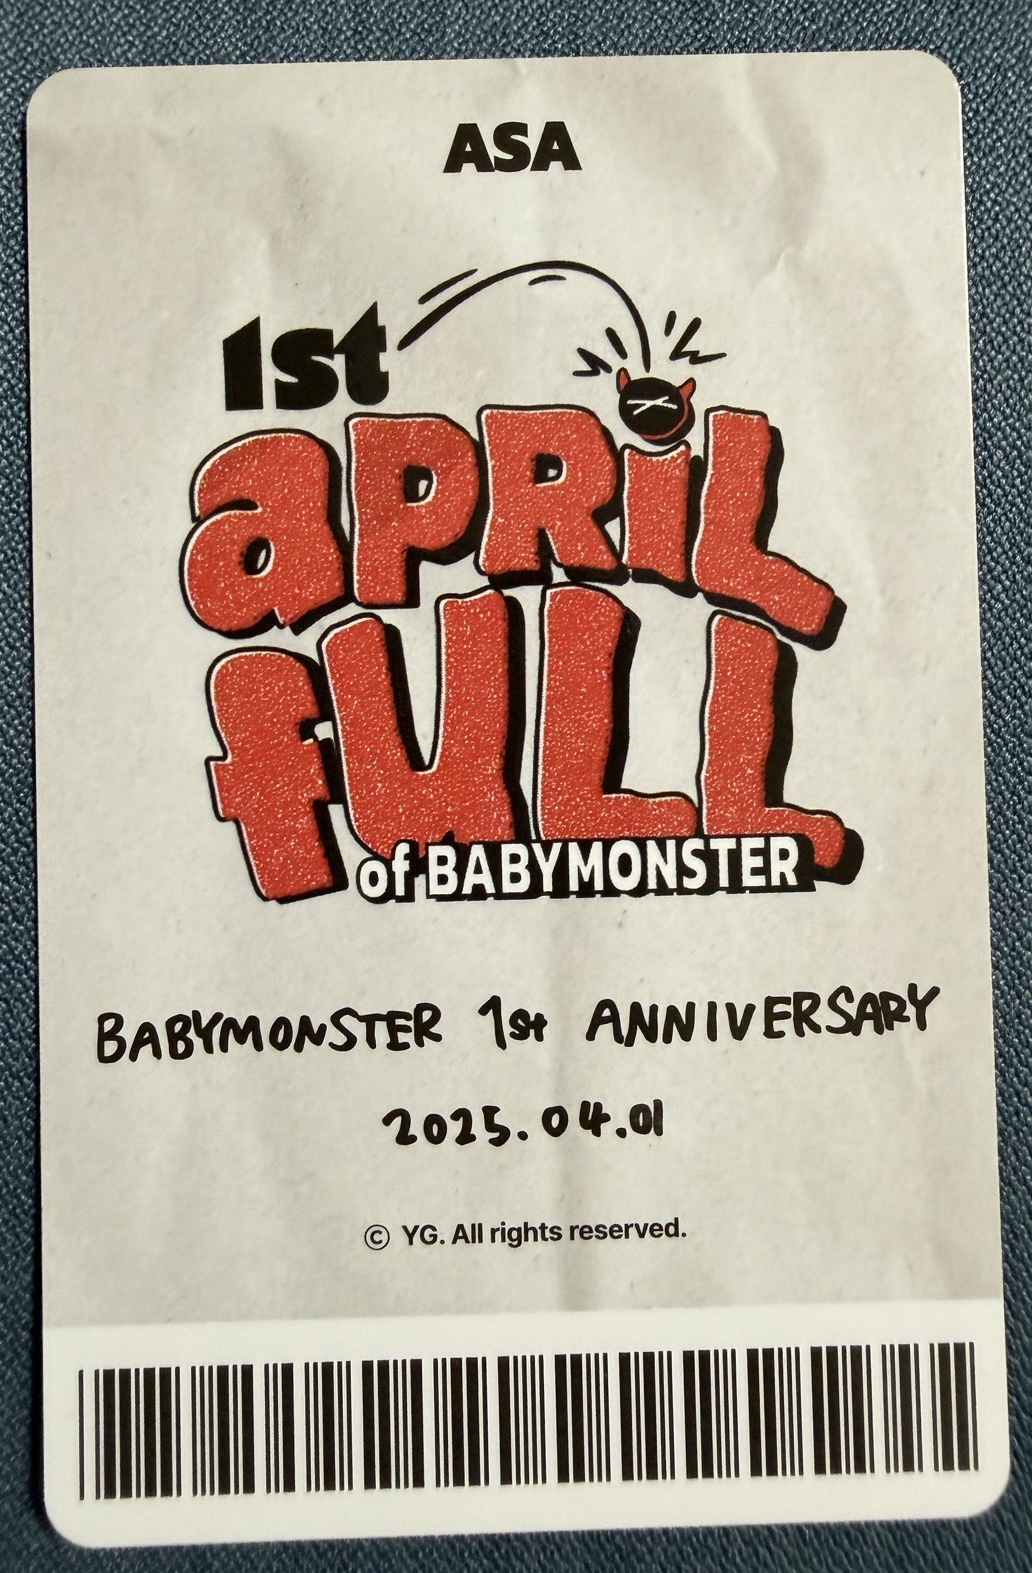 ASA
1st
aPRiL
fuLL
of BABYMONSTER
BABYMONSTER 1st ANNIVERSARY
2025.04.01
© YG. All rights reserved.